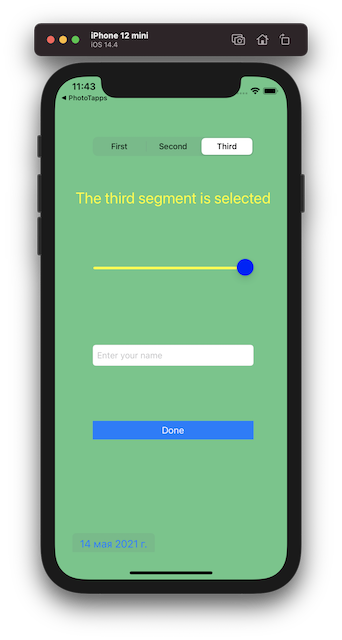 iPhone 12 mini
iOS 14.4
11:43
PhotoTapps
First Second Third
The third segment is selected
Enter your name
Done
14 мая 2021 г.